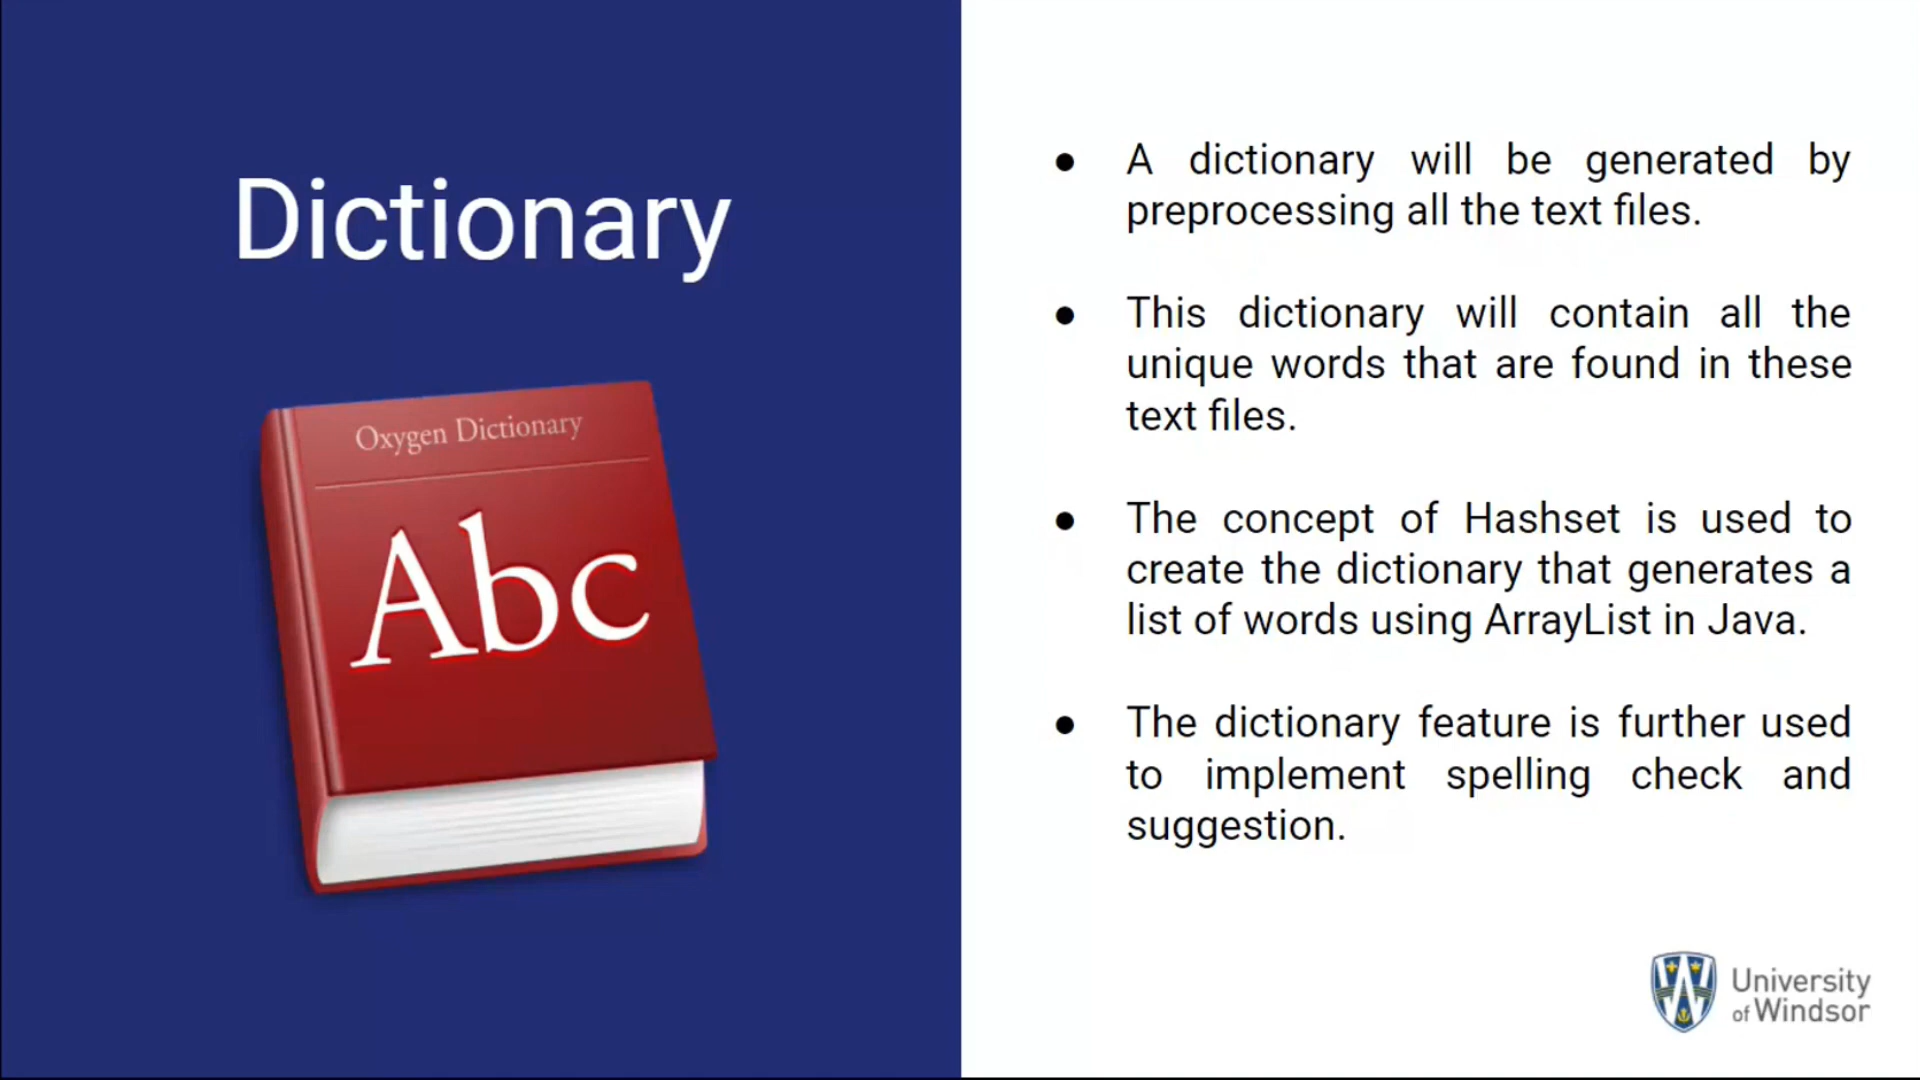 Dictionary
Oxygen Dictionary
Abc
● A dictionary will be generated by
preprocessing all the text files.
● This dictionary will contain all the
unique words that are found in these
text files.
● The concept of Hashset is used to
create the dictionary that generates a
list of words using ArrayList in Java.
● The dictionary feature is further used
to implement spelling check and
suggestion.
University
of Windsor